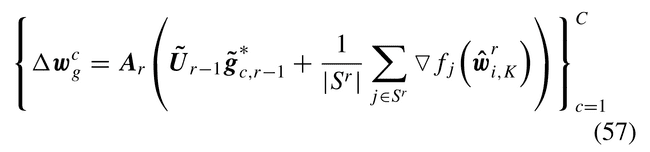 {Δw_g^c = A_r(Ũ_{r−1} g̃*_{c,r−1} + 1/|S^r| ∑_{j∈S^r} ▽f_j(ŵ^r_{i,K}))}_{c=1}^C
(57)